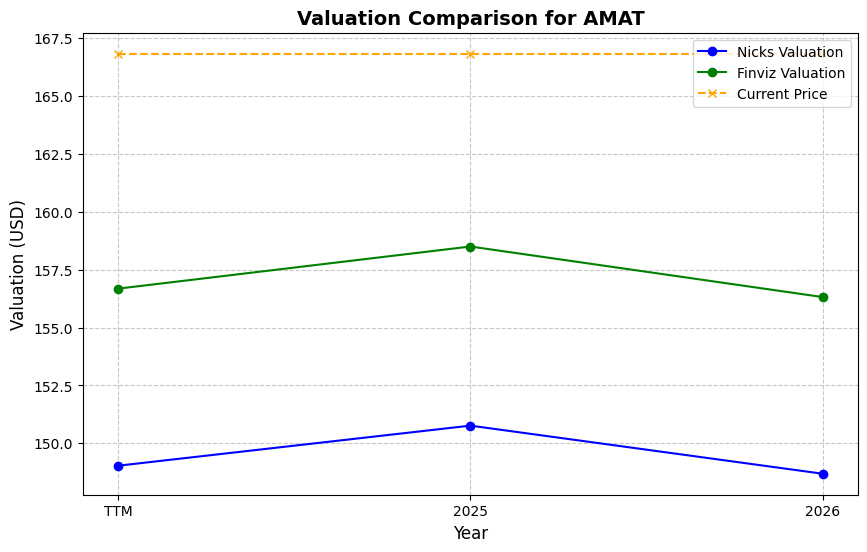 Valuation Comparison for AMAT
167.5
165.0
162.5
160.0
157.5
155.0
152.5
150.0
Valuation (USD)
Nicks Valuation
Finviz Valuation
Current Price
TTM
2025
2026
Year